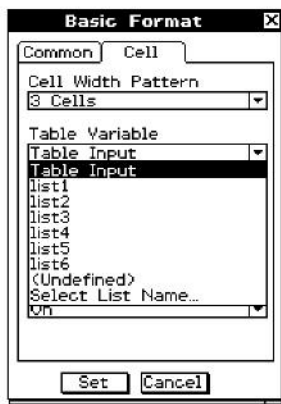 Basic Format
Common Cell
Cell Width Pattern
3 Cells
Table Variable
Table Input
Table Input
list1
list2
list3
list4
list5
list6
(Undefined)
Select List Name…
On
Set Cancel